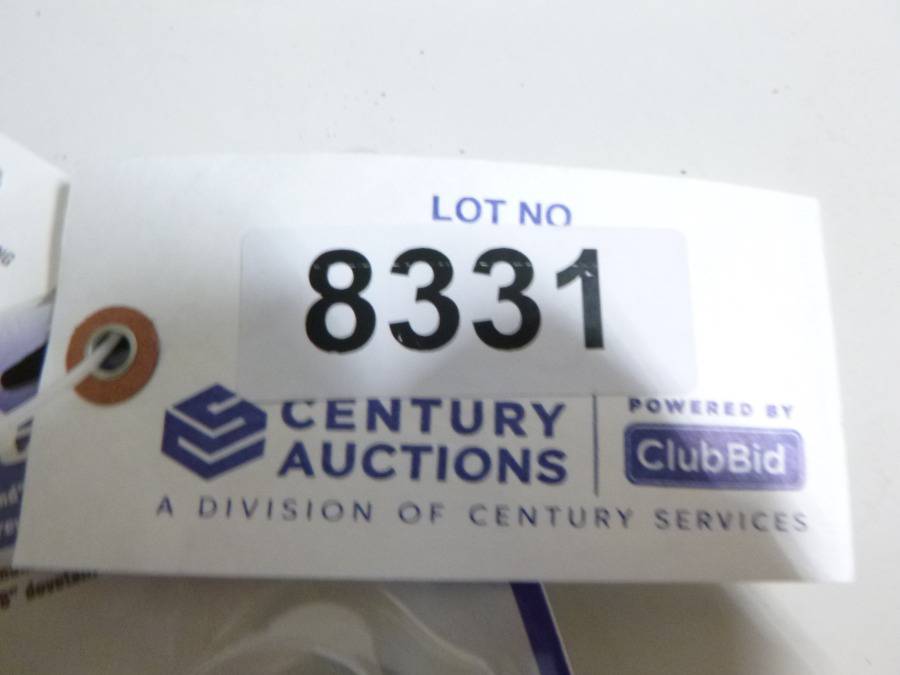 LOT NO
8331
CENTURY
AUCTIONS
POWERED BY
ClubBid
A DIVISION OF CENTURY SERVICES